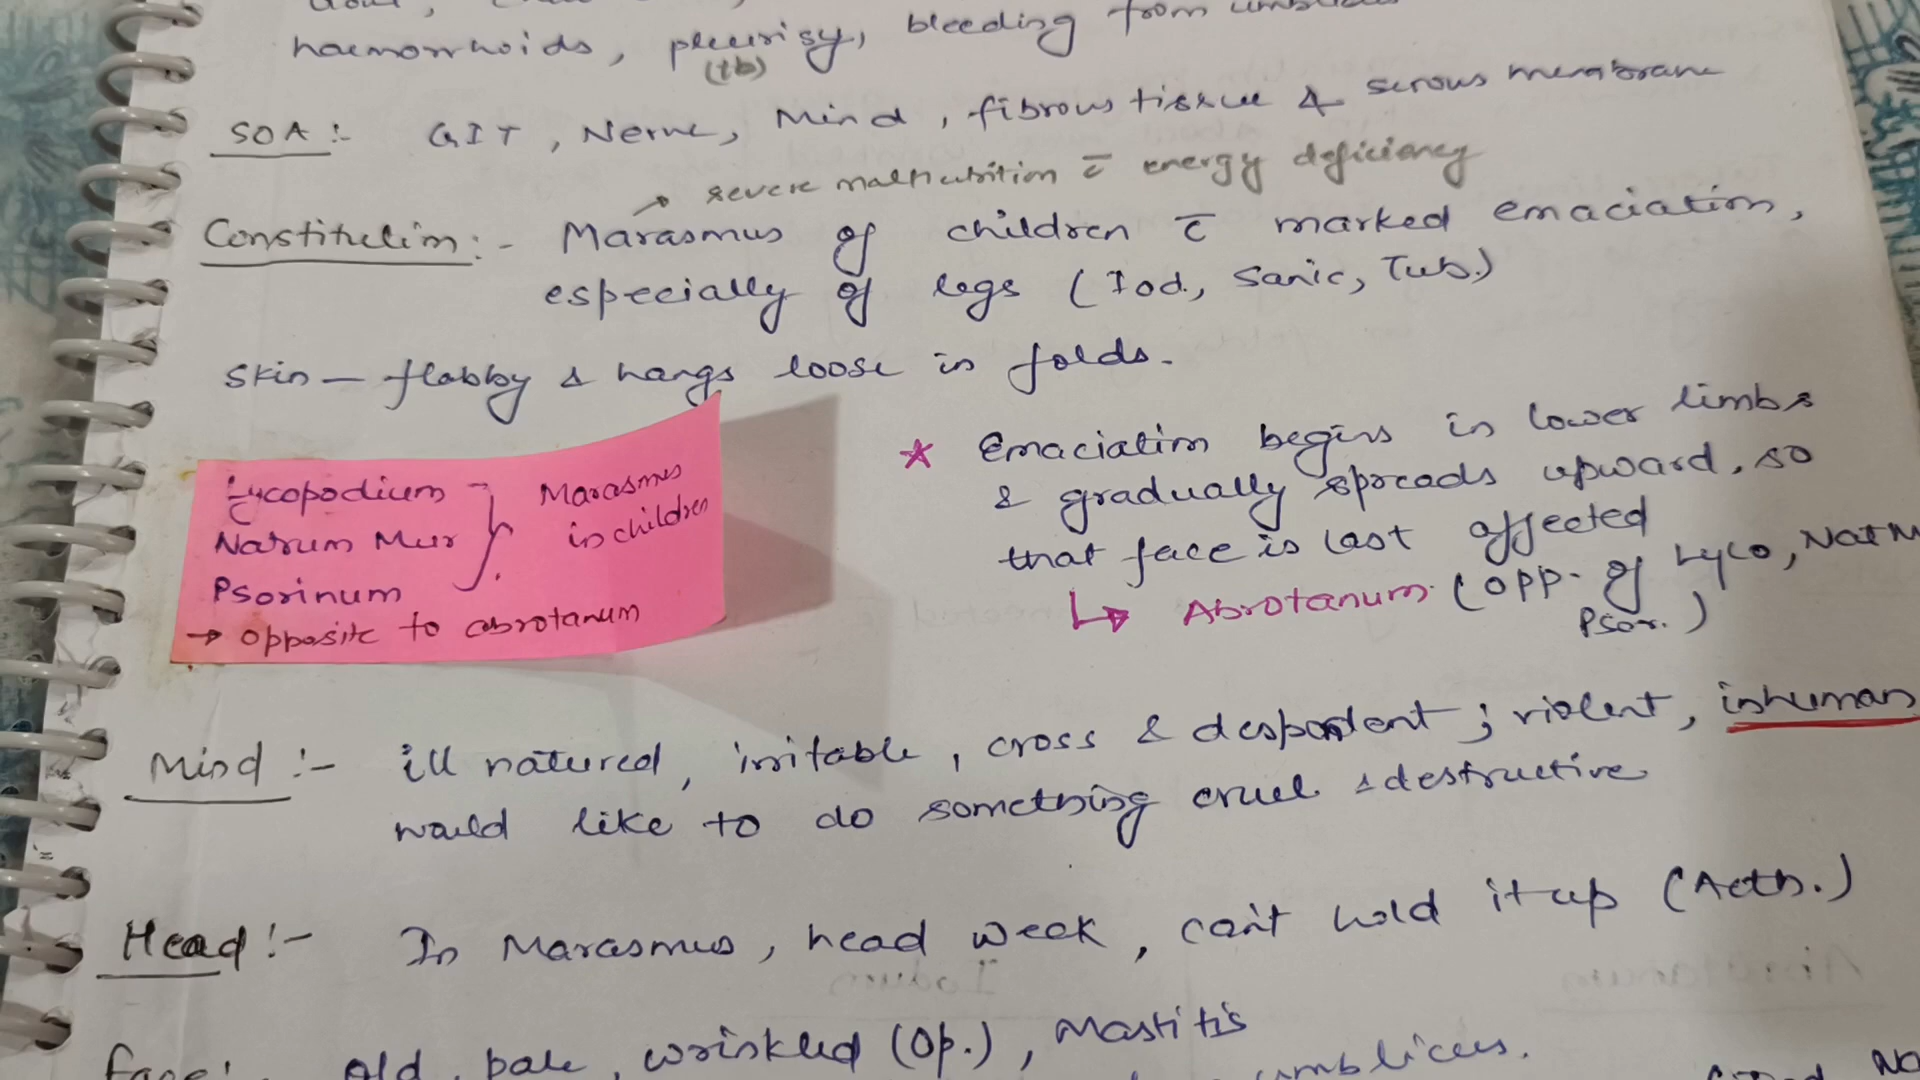 haemorrhoids, pleurisy, bleeding from
(tb)
SOA :- GIT, Nerve, Mind, fibrous tissue & serous membrane
→ severe malnutrition c̄ energy deficiency
Constitution :- Marasmus of children c̄ marked emaciation,
especially of legs (Iod., Sanic, Tub.)
Skin — flabby & hangs loose in folds.
Lycopodium
Natrum Mur
Psorinum
} Marasmus
in children
→ opposite to abrotanum
* Emaciation begins in lower limbs
& gradually spreads upward, so
that face is last affected
↳ Abrotanum (opp. of Lyco, Nat M
Psor.)
Mind :- ill natured, irritable, cross & despondent ; violent, inhuman
would like to do something cruel & destructive
Head :- In Marasmus, head week, can't hold it up (Aeth.)
Face : old, pale, wrinkled (Op.), Mastitis
umblicus.